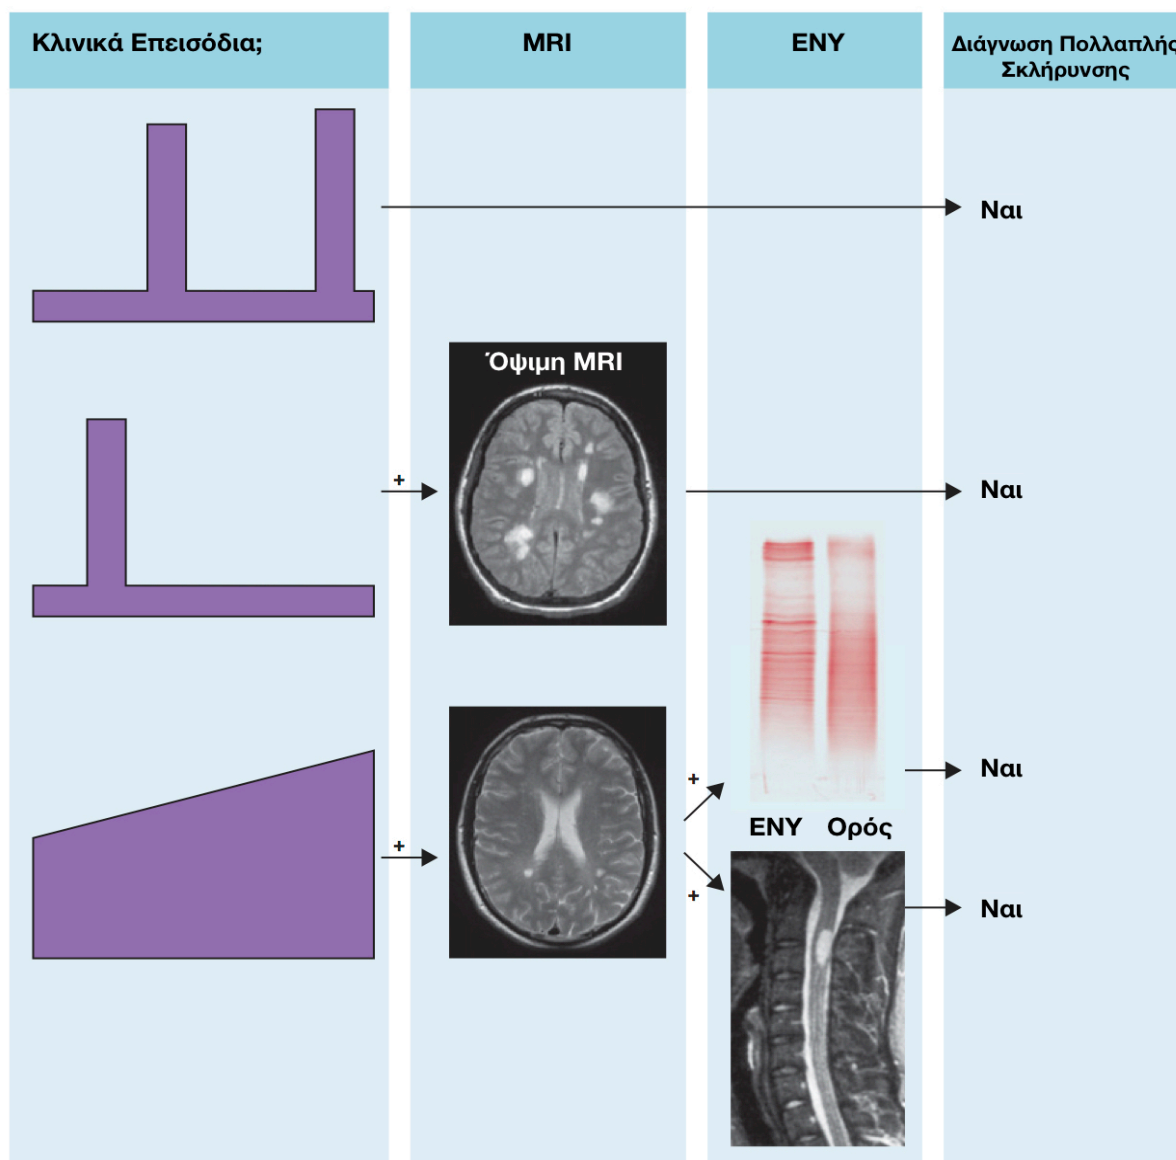 Κλινικά Επεισόδια;
MRI
ΕΝΥ
Διάγνωση Πολλαπλής
Σκλήρυνσης
Ναι
Όψιμη MRI
+
Ναι
+
+
Ναι
ΕΝΥ Ορός
+
Ναι